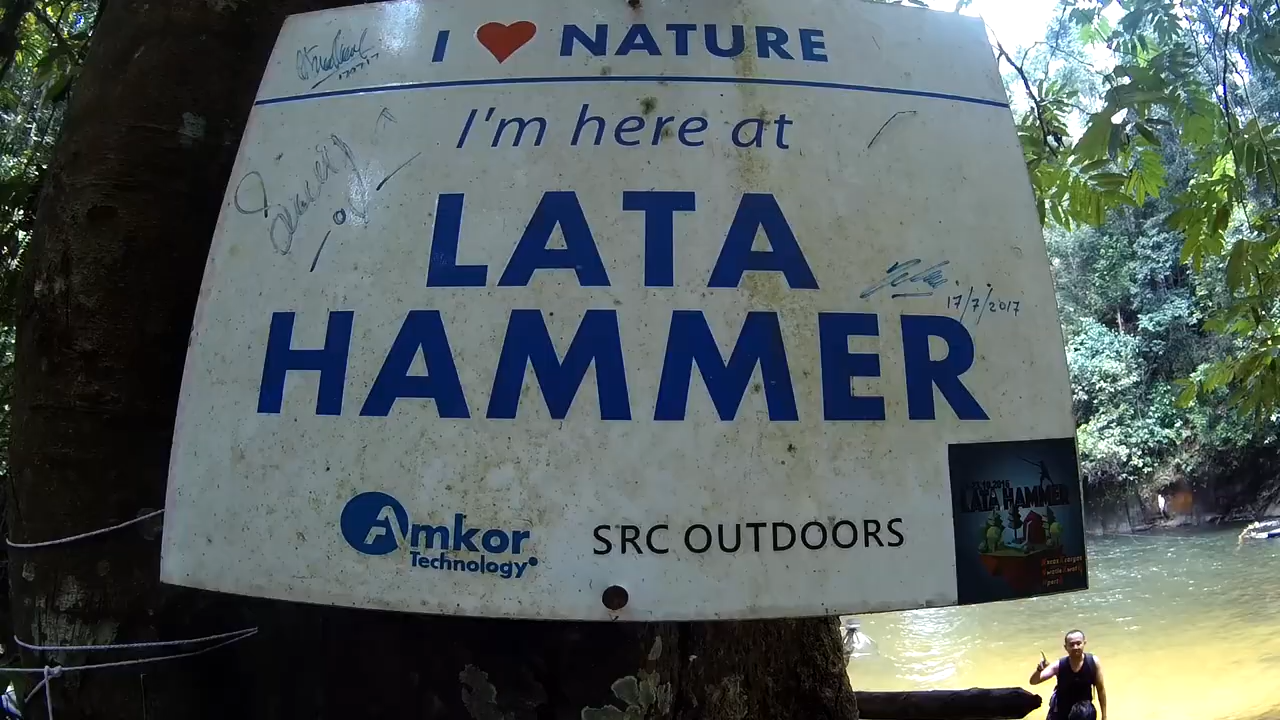 I ❤ NATURE
I'm here at
LATA
HAMMER
17/7/2017
Amkor
Technology®
SRC OUTDOORS
LATA HAMMER